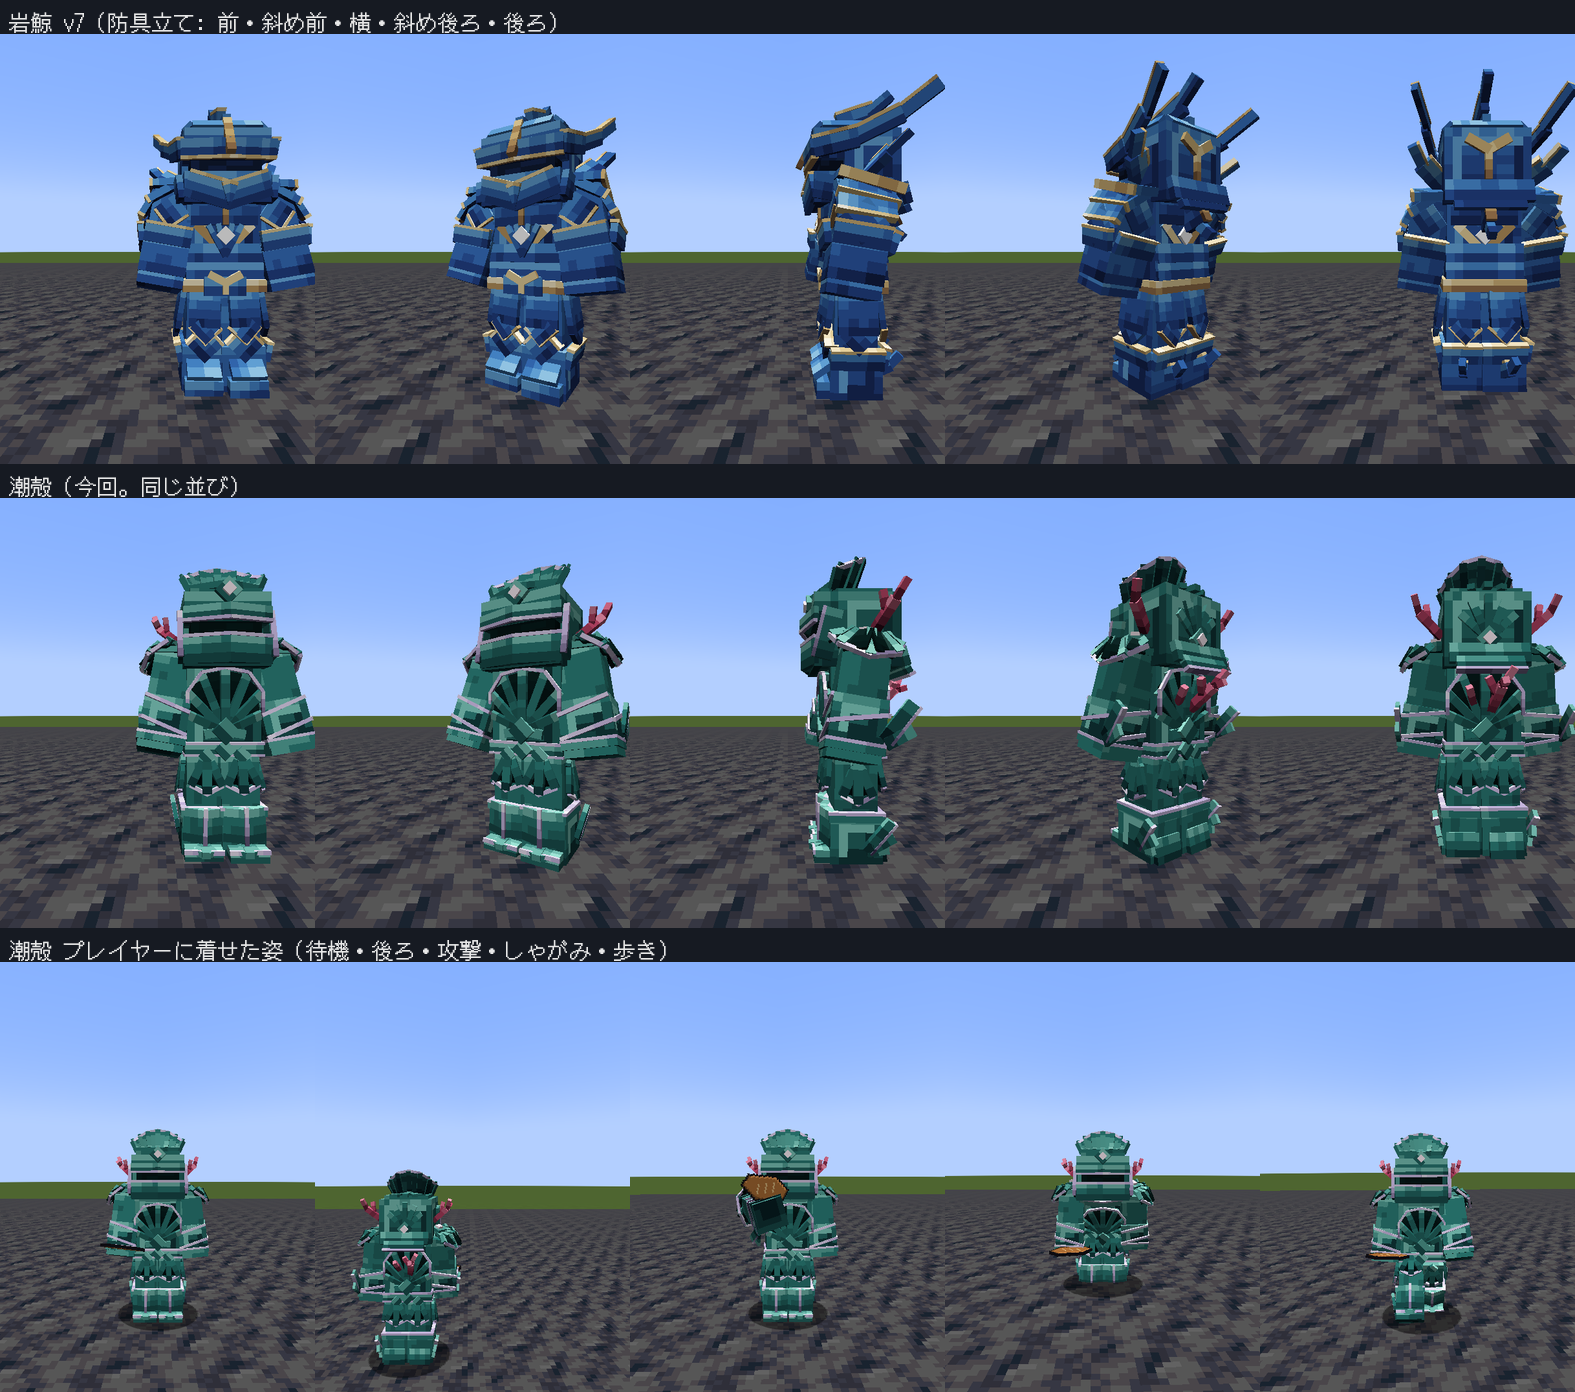 岩鯨 v7（防具立て: 前・斜め前・横・斜め後ろ・後ろ）
潮殻（今回。同じ並び）
潮殻 プレイヤーに着せた姿（待機・後ろ・攻撃・しゃがみ・歩き）